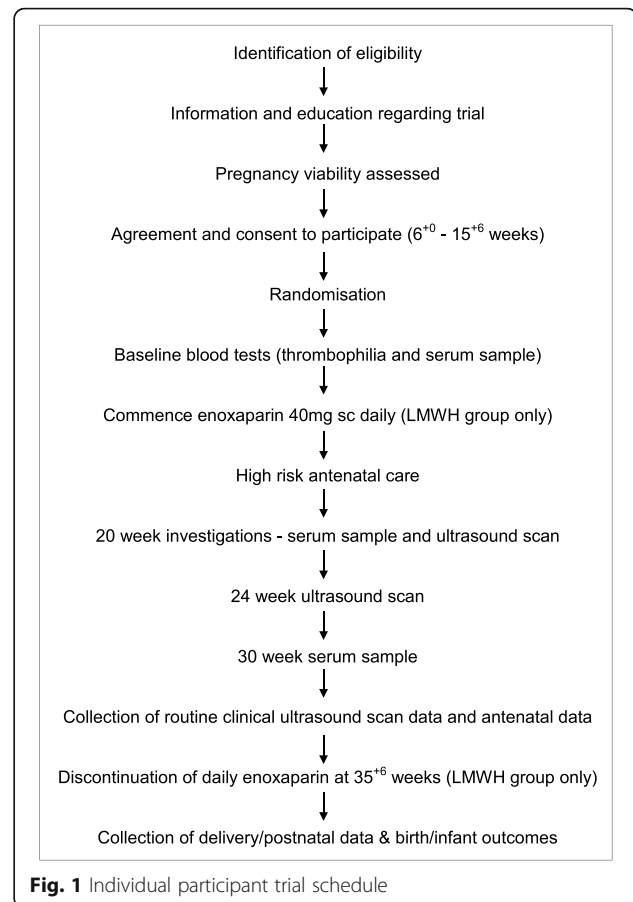 Identification of eligibility
Information and education regarding trial
Pregnancy viability assessed
Agreement and consent to participate (6⁺⁰ - 15⁺⁶ weeks)
Randomisation
Baseline blood tests (thrombophilia and serum sample)
Commence enoxaparin 40mg sc daily (LMWH group only)
High risk antenatal care
20 week investigations - serum sample and ultrasound scan
24 week ultrasound scan
30 week serum sample
Collection of routine clinical ultrasound scan data and antenatal data
Discontinuation of daily enoxaparin at 35⁺⁶ weeks (LMWH group only)
Collection of delivery/postnatal data & birth/infant outcomes
Fig. 1 Individual participant trial schedule